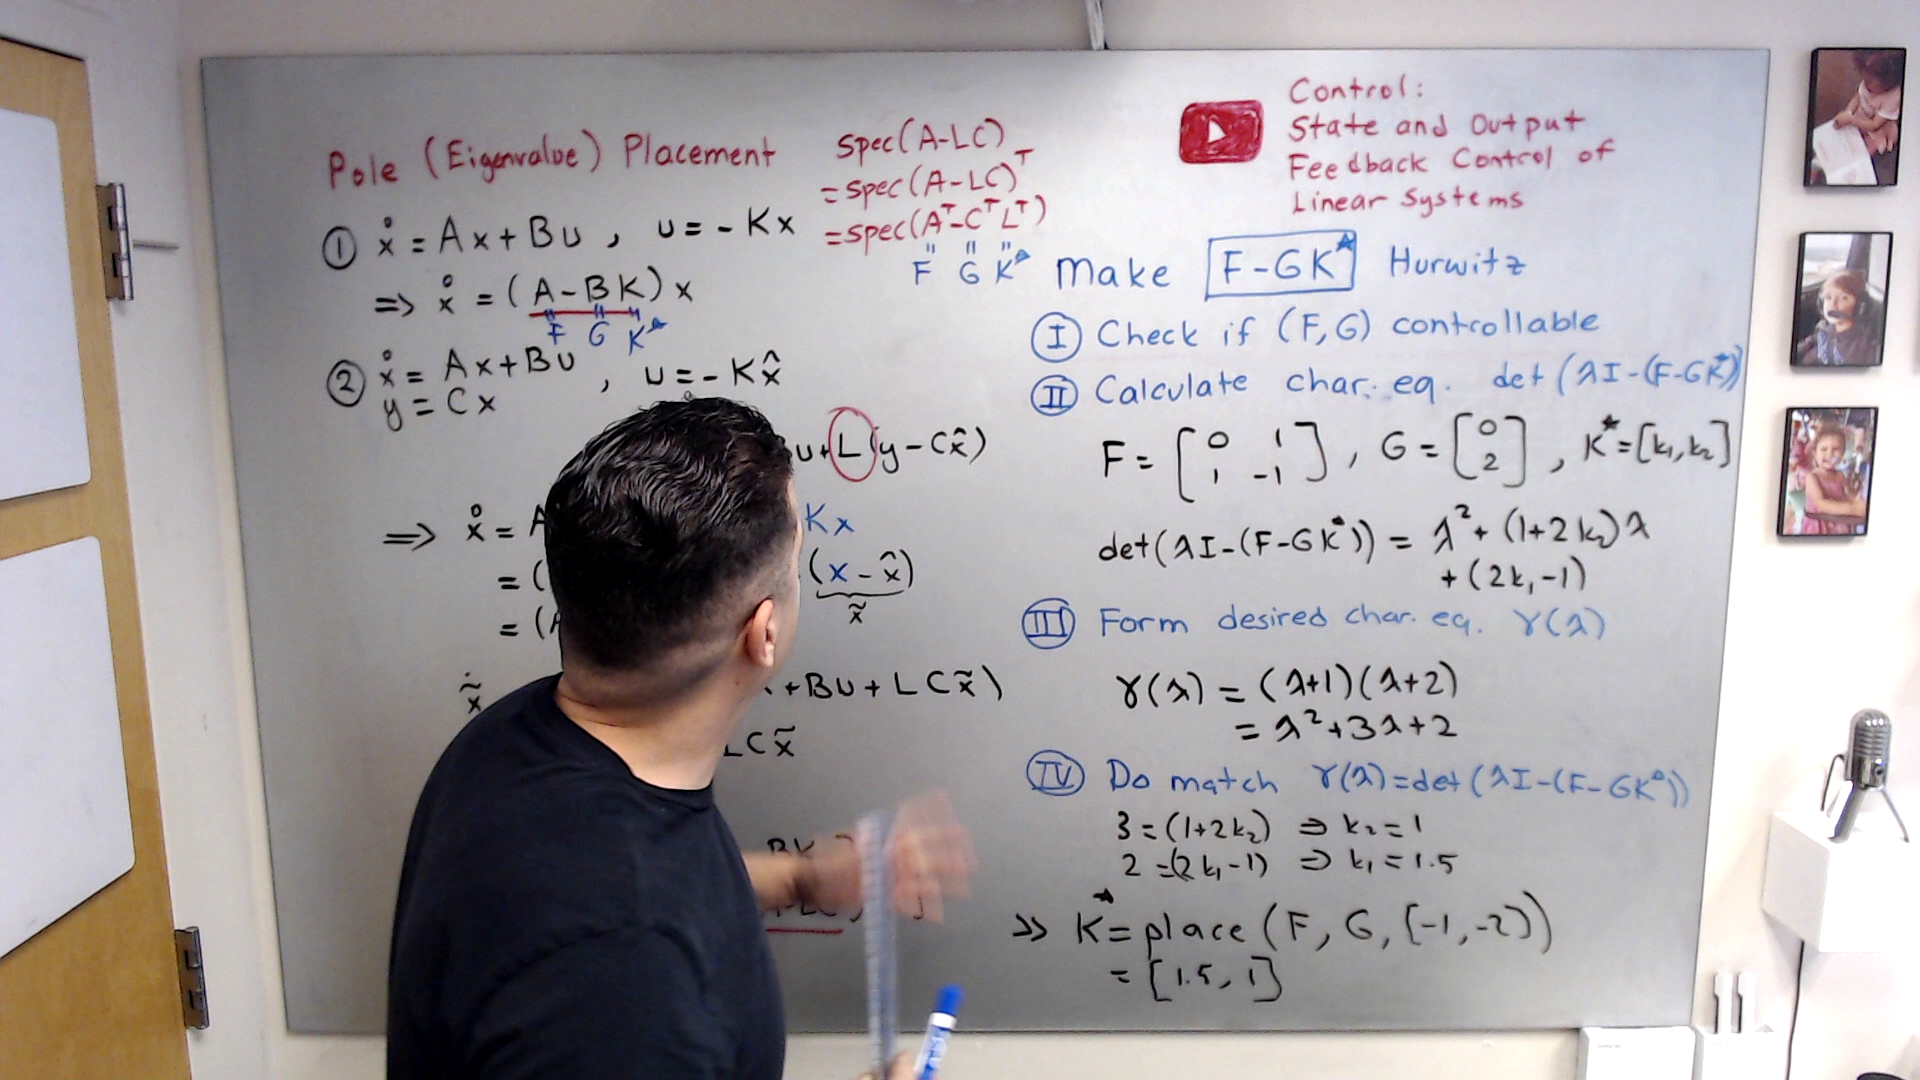 Pole (Eigenvalue) Placement
① ẋ = Ax + Bu , u = - Kx
=> ẋ = (A - BK) x
F G K*
② ẋ = Ax + Bu , u = - Kx̂
y = Cx
u + L(y - Cx̂)
=> ẋ = A Kx
= ( (x - x̂)
x̃
= (A
x̃̇ + Bu + LCx̃)
LCx̃
BK
spec(A-LC)
= spec(A-LC)ᵀ
= spec(Aᵀ-CᵀLᵀ)
F G K*
Control:
State and Output
Feedback Control of
Linear Systems
Make F-GK* Hurwitz
Ⓘ Check if (F,G) controllable
Ⅱ Calculate char. eq. det(λI-(F-GK*))
F = [0 1; 1 -1] , G = [0; 2] , K* = [k₁, k₂]
det(λI-(F-GK*)) = λ² + (1+2k₂)λ
+ (2k₁-1)
Ⅲ Form desired char. eq. γ(λ)
γ(λ) = (λ+1)(λ+2)
= λ²+3λ+2
Ⅳ Do match γ(λ)=det(λI-(F-GK*))
3 = (1+2k₂) => k₂ = 1
2 = (2k₁-1) => k₁ = 1.5
>> K* = place(F, G, [-1, -2])
= [1.5, 1]